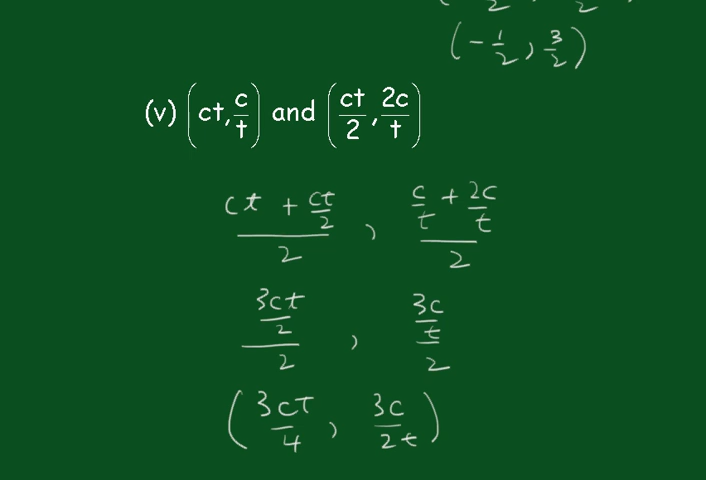 (-1/2, 3/2)
(v) (ct, c/t) and (ct/2, 2c/t)
(ct + ct/2)/2 , (c/t + 2c/t)/2
(3ct/2)/2 , (3c/t)/2
(3ct/4, 3c/2t)